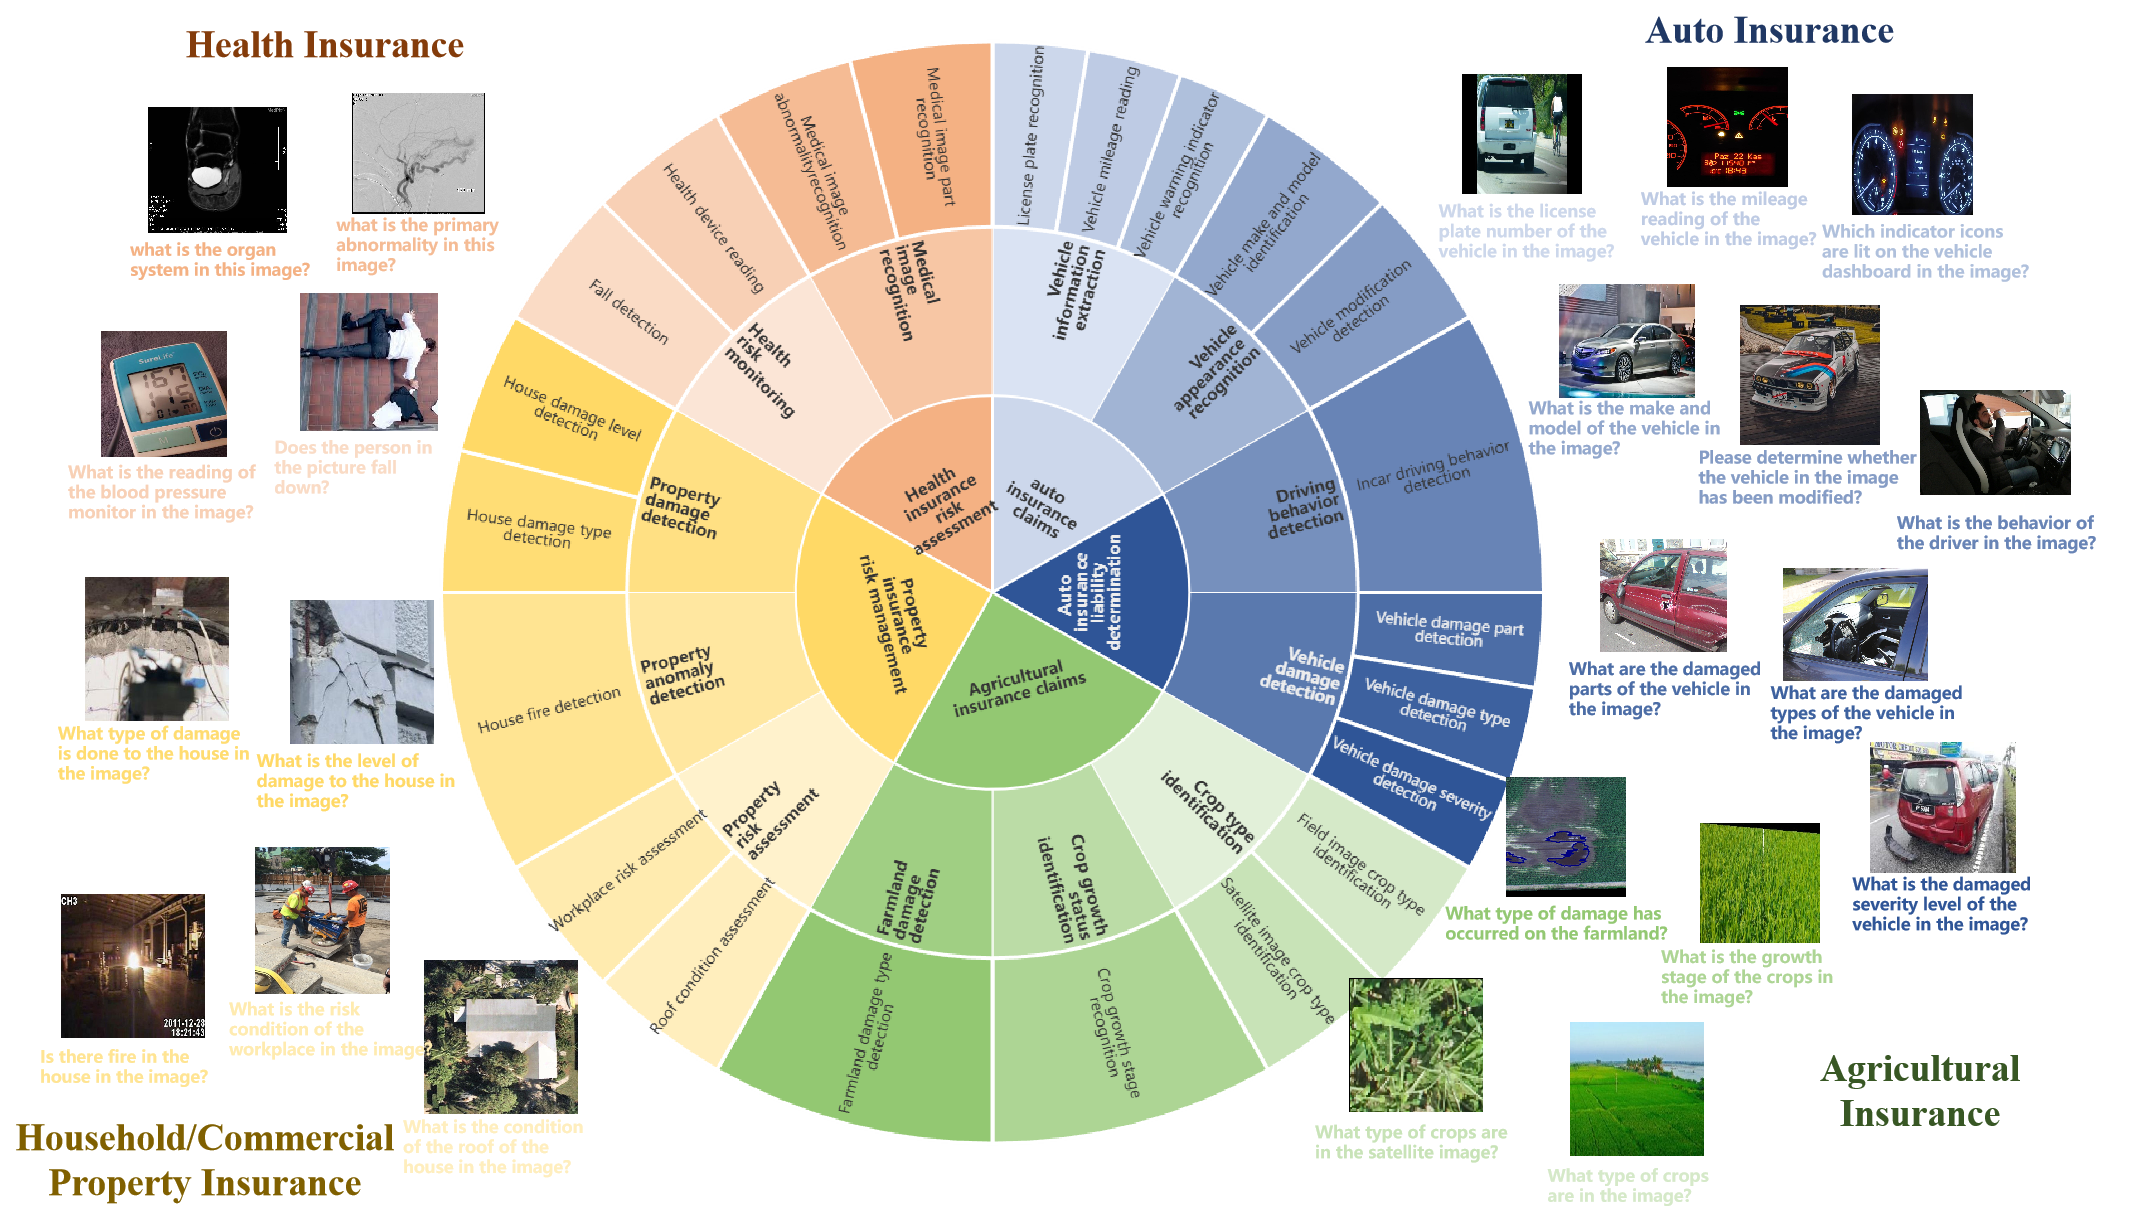 Health Insurance
Auto Insurance
what is the organ
system in this image?
what is the primary
abnormality in this
image?
SureLife
167
115
What is the reading of
the blood pressure
monitor in the image?
Does the person in
the picture fall
down?
What type of damage
is done to the house in
the image?
What is the level of
damage to the house in
the image?
CH3
2011-12-28
18:21:43
Is there fire in the
house in the image?
What is the risk
condition of the
workplace in the image?
What is the condition
of the roof of the
house in the image?
Household/Commercial
Property Insurance
Medical image part
recognition
Medical image
abnormalityrecognition
Health device reading
Fall detection
House damage level
detection
House damage type
detection
House fire detection
Workplace risk assessment
Roof condition assessment
Farmland damage type
detection
Crop growth stage
recognition
Satellite image crop type
identification
Field image crop type
identification
Vehicle damage severity
detection
Vehicle damage type
detection
Vehicle damage part
detection
Incar driving behavior
detection
Vehicle modification
detection
Vehicle make and model
identification
Vehicle warning indicator
recognition
Vehicle mileage reading
License plate recognition
Medical
image
recognition
Health
risk
monitoring
Property
damage
detection
Property
anomaly
detection
Property
risk
assessment
Farmland
damage
detection
Crop growth
status
identification
Crop type
identification
Vehicle
damage
detection
Driving
behavior
detection
Vehicle
appearance
recognition
Vehicle
information
extraction
Health
insurance
risk
assessment
auto
insurance
claims
Auto
insurance
liability
determination
Property
insurance
risk management
Agricultural
insurance claims
What is the license
plate number of the
vehicle in the image?
Paz 22 Kas
18:43
What is the mileage
reading of the
vehicle in the image?
Which indicator icons
are lit on the vehicle
dashboard in the image?
What is the make and
model of the vehicle in
the image?
Please determine whether
the vehicle in the image
has been modified?
What is the behavior of
the driver in the image?
What are the damaged
parts of the vehicle in
the image?
What are the damaged
types of the vehicle in
the image?
What is the damaged
severity level of the
vehicle in the image?
What type of damage has
occurred on the farmland?
What is the growth
stage of the crops in
the image?
What type of crops are
in the satellite image?
What type of crops
are in the image?
Agricultural
Insurance